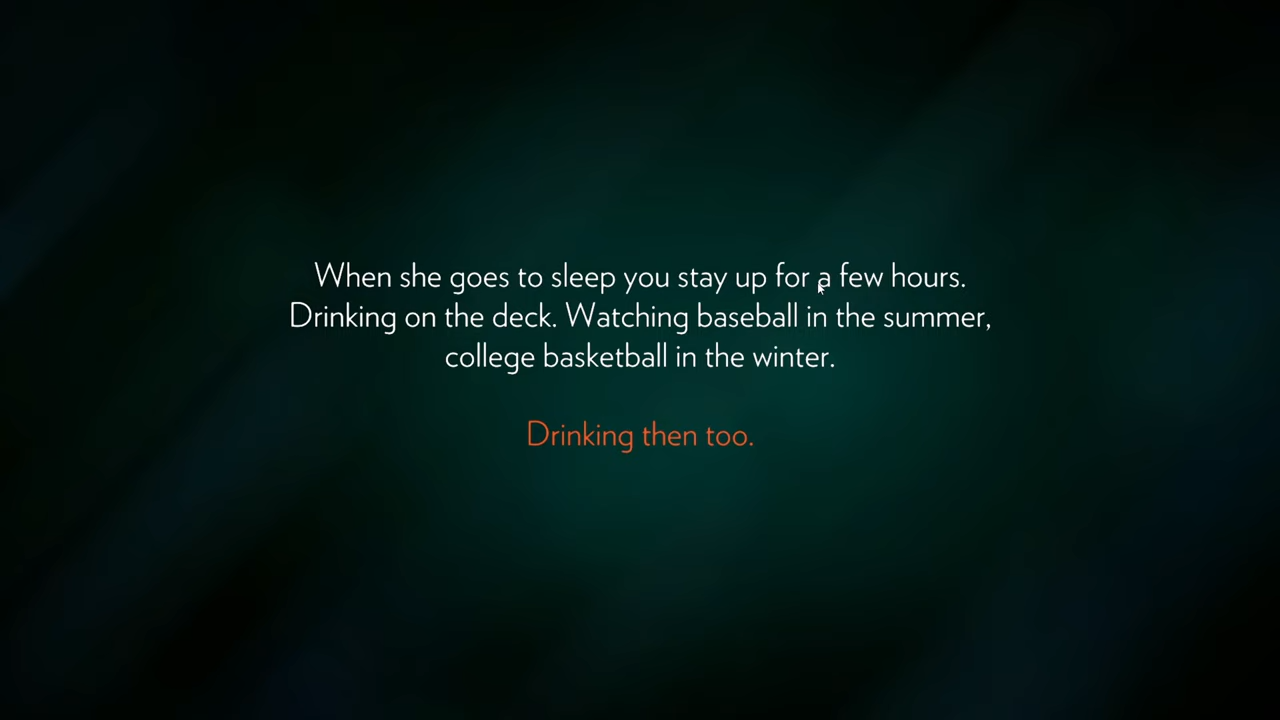 When she goes to sleep you stay up for a few hours.
Drinking on the deck. Watching baseball in the summer,
college basketball in the winter.
Drinking then too.